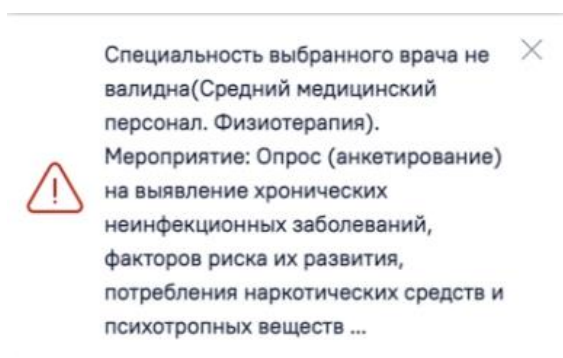 Специальность выбранного врача не
валидна(Средний медицинский
персонал. Физиотерапия).
Мероприятие: Опрос (анкетирование)
на выявление хронических
неинфекционных заболеваний,
факторов риска их развития,
потребления наркотических средств и
психотропных веществ ...